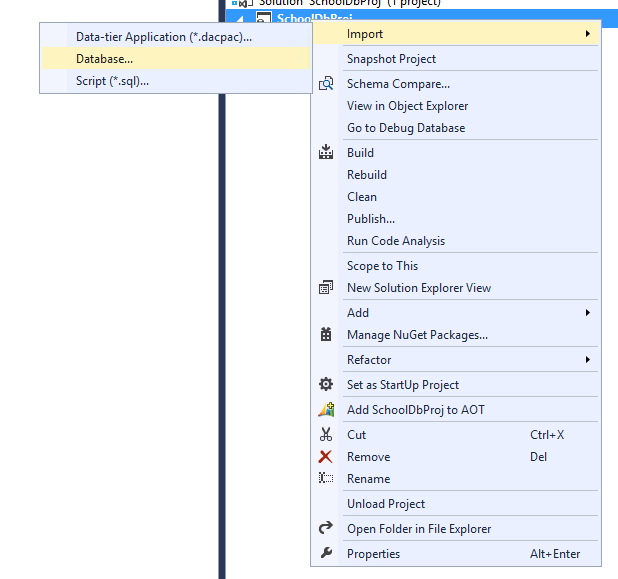 Solution 'SchoolDbProj' (1 project)
SchoolDbProj
Import
Data-tier Application (*.dacpac)...
Database...
Script (*.sql)...
Snapshot Project
Schema Compare...
View in Object Explorer
Go to Debug Database
Build
Rebuild
Clean
Publish...
Run Code Analysis
Scope to This
New Solution Explorer View
Add
Manage NuGet Packages...
Refactor
Set as StartUp Project
Add SchoolDbProj to AOT
Cut Ctrl+X
Remove Del
Rename
Unload Project
Open Folder in File Explorer
Properties Alt+Enter